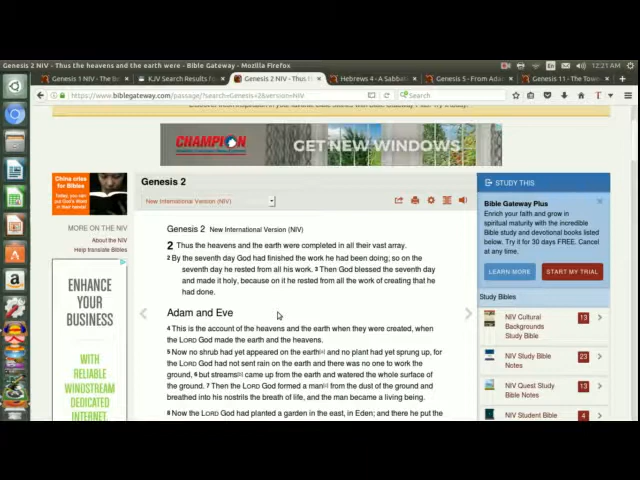 Genesis 2 NIV - Thus the heavens and the earth were - Bible Gateway - Mozilla Firefox
12:21 AM
Genesis 1 NIV - The B
KJV Search Results fo
Genesis 2 NIV - Thus t
Hebrews 4 - A Sabbat
Genesis 5 - From Ada
Genesis 11 - The Towe
https://www.biblegateway.com/passage/?search=Genesis+2&version=NIV
Search
CHAMPION
GET NEW WINDOWS
China cries
for Bibles
Genesis 2
New International Version (NIV)
STUDY THIS
MORE ON THE NIV
About the NIV
Help translate Bibles
Genesis 2 New International Version (NIV)
2 Thus the heavens and the earth were completed in all their vast array.
2 By the seventh day God had finished the work he had been doing; so on the
seventh day he rested from all his work. 3 Then God blessed the seventh day
and made it holy, because on it he rested from all the work of creating that he
had done.
Adam and Eve
4 This is the account of the heavens and the earth when they were created, when
the LORD God made the earth and the heavens.
5 Now no shrub had yet appeared on the earth[a] and no plant had yet sprung up, for
the LORD God had not sent rain on the earth and there was no one to work the
ground, 6 but streams[b] came up from the earth and watered the whole surface of
the ground. 7 Then the LORD God formed a man[c] from the dust of the ground and
breathed into his nostrils the breath of life, and the man became a living being.
8 Now the LORD God had planted a garden in the east, in Eden; and there he put the
Bible Gateway Plus
Enrich your faith and grow in
spiritual maturity with the
incredible Bible study and
devotional books listed
below. Try it for 30 days FREE. Cancel
at any time.
LEARN MORE
START MY TRIAL
Study Bibles
NIV Cultural
Backgrounds
Study Bible
13
NIV Study Bible
Notes
23
NIV Quest Study
Bible Notes
13
NIV Student Bible
4
ENHANCE
YOUR
BUSINESS
WITH
RELIABLE
WINDSTREAM
DEDICATED
INTERNET